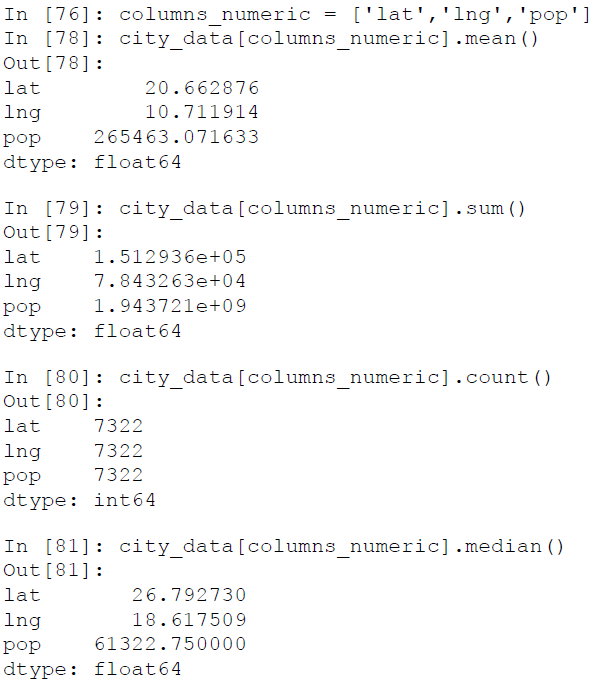 In [76]: columns_numeric = ['lat','lng','pop']
In [78]: city_data[columns_numeric].mean()
Out[78]:
lat 20.662876
lng 10.711914
pop 265463.071633
dtype: float64
In [79]: city_data[columns_numeric].sum()
Out[79]:
lat 1.512936e+05
lng 7.843263e+04
pop 1.943721e+09
dtype: float64
In [80]: city_data[columns_numeric].count()
Out[80]:
lat 7322
lng 7322
pop 7322
dtype: int64
In [81]: city_data[columns_numeric].median()
Out[81]:
lat 26.792730
lng 18.617509
pop 61322.750000
dtype: float64